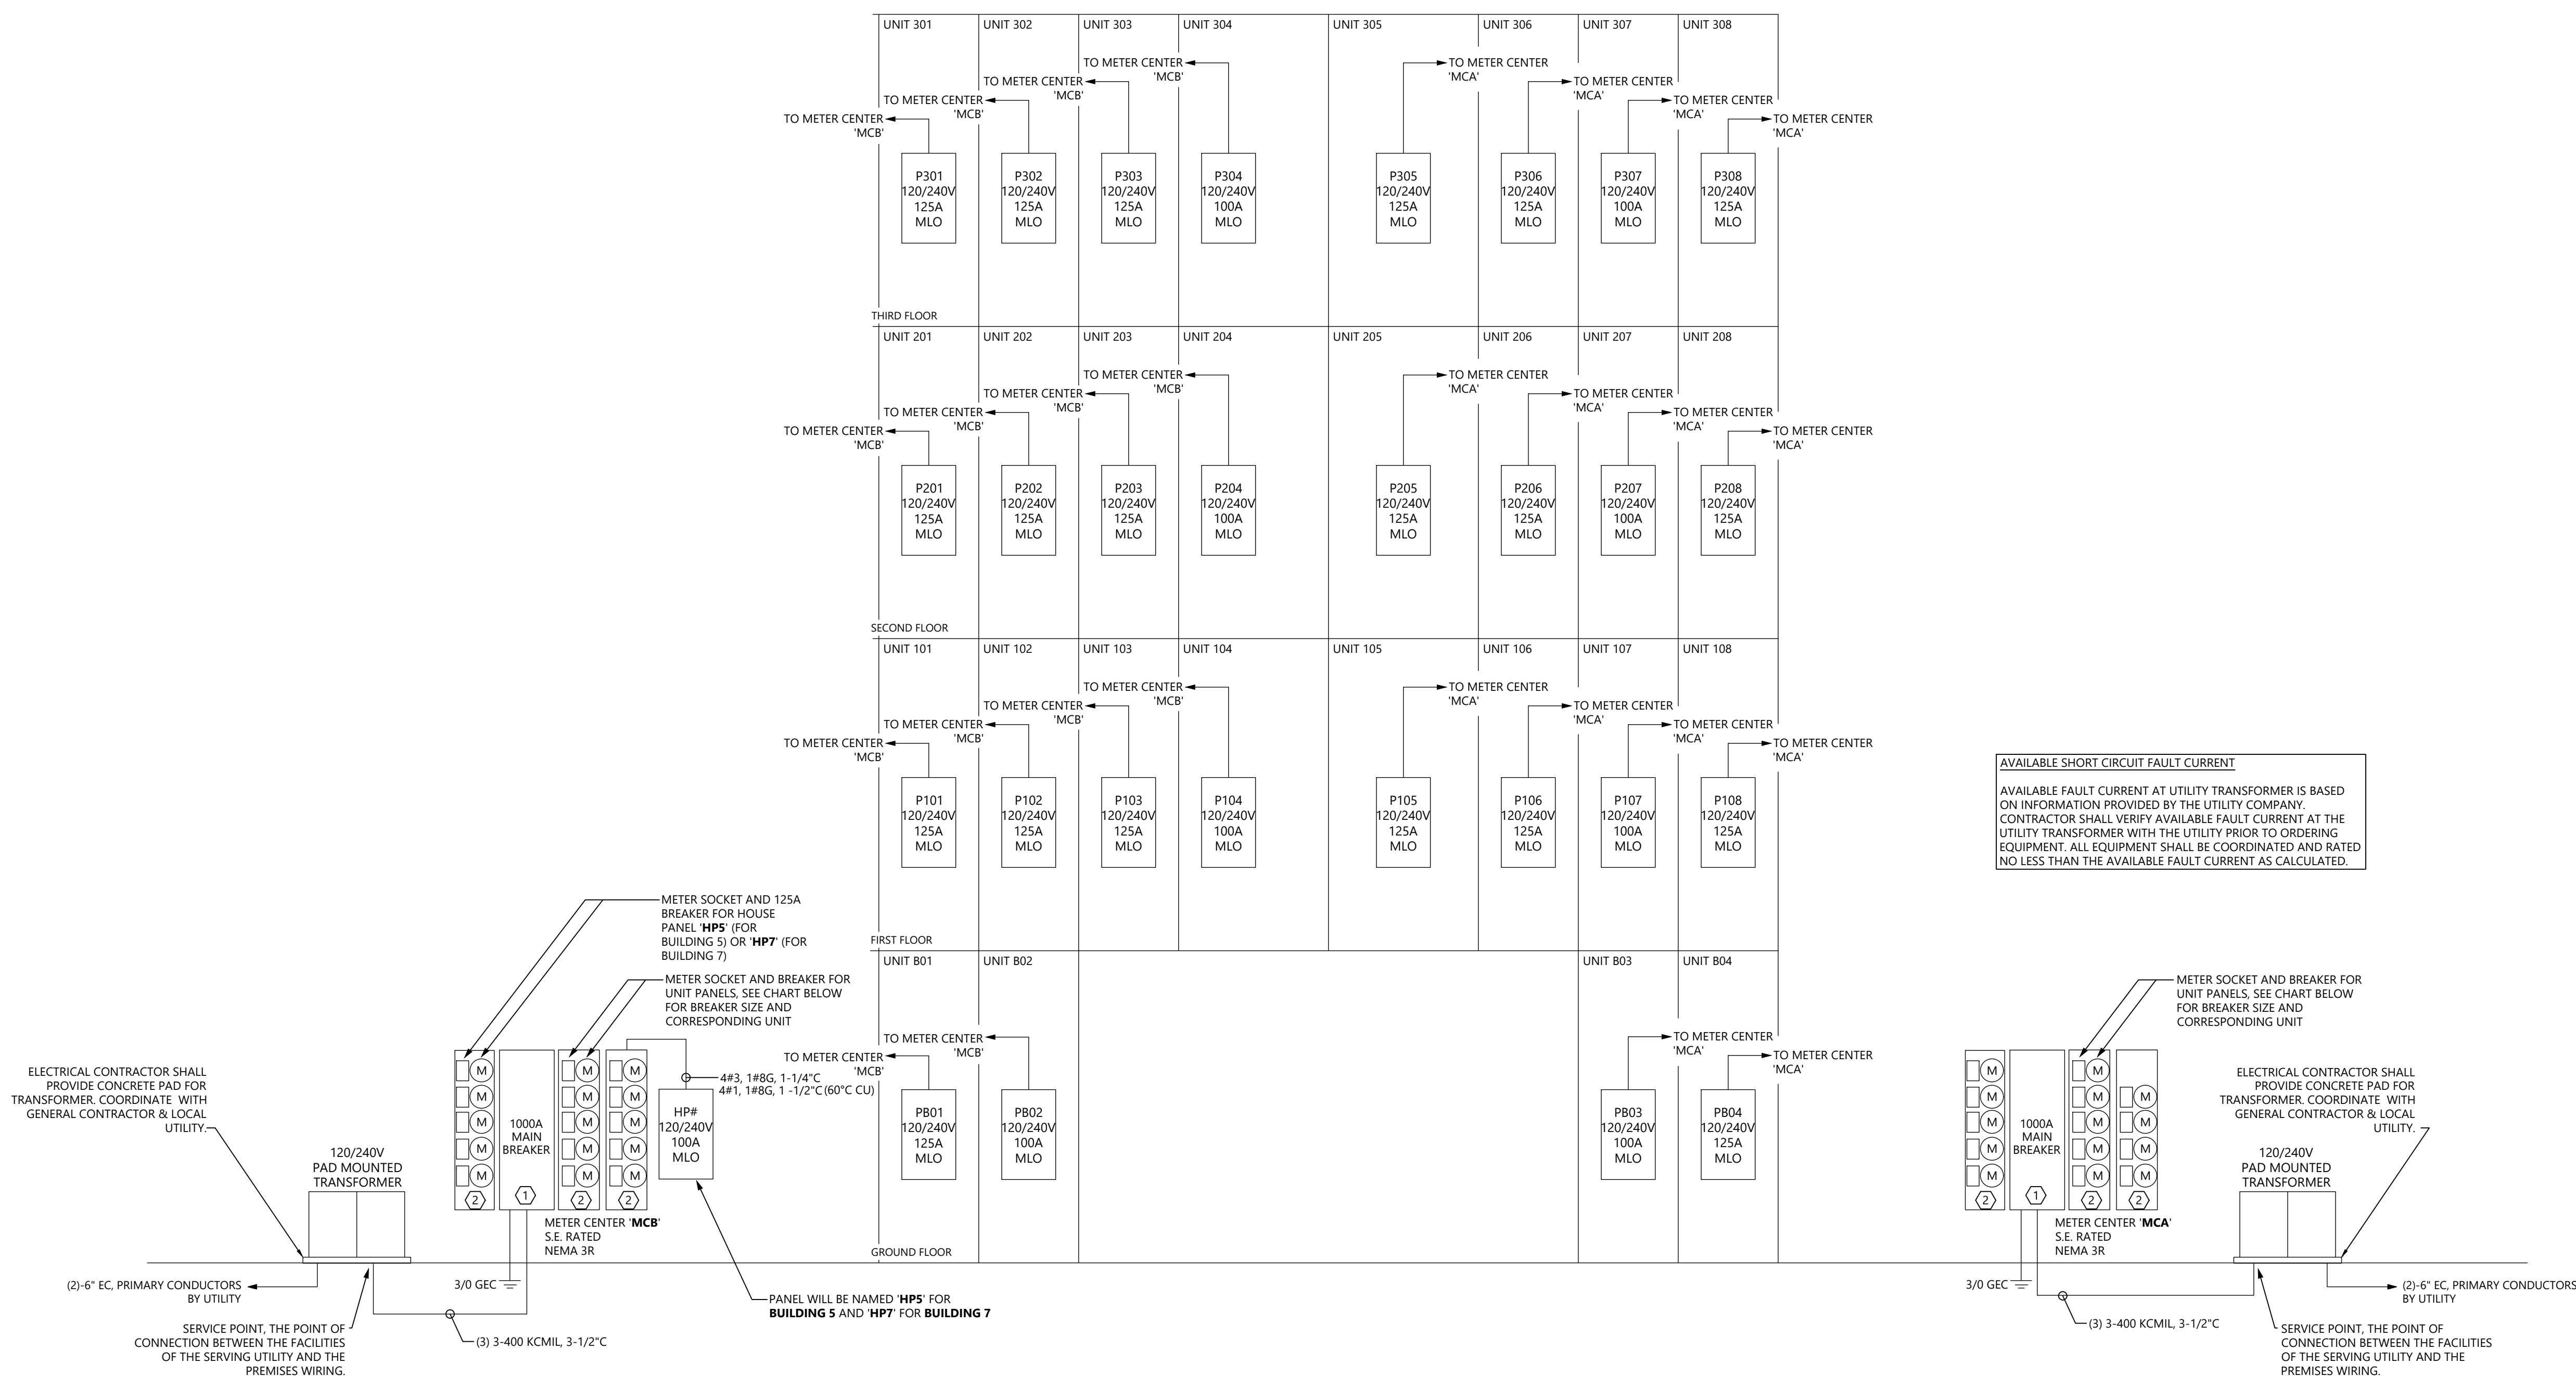 UNIT 301
UNIT 302
UNIT 303
UNIT 304
UNIT 305
UNIT 306
UNIT 307
UNIT 308
TO METER CENTER
'MCB'
TO METER CENTER
'MCB'
TO METER CENTER
'MCB'
TO METER CENTER
'MCB'
TO METER CENTER
'MCA'
TO METER CENTER
'MCA'
TO METER CENTER
'MCA'
TO METER CENTER
'MCA'
P301
120/240V
125A
MLO
P302
120/240V
125A
MLO
P303
120/240V
125A
MLO
P304
120/240V
100A
MLO
P305
120/240V
125A
MLO
P306
120/240V
125A
MLO
P307
120/240V
100A
MLO
P308
120/240V
125A
MLO
THIRD FLOOR
UNIT 201
UNIT 202
UNIT 203
UNIT 204
UNIT 205
UNIT 206
UNIT 207
UNIT 208
TO METER CENTER
'MCB'
TO METER CENTER
'MCB'
TO METER CENTER
'MCB'
TO METER CENTER
'MCB'
TO METER CENTER
'MCA'
TO METER CENTER
'MCA'
TO METER CENTER
'MCA'
TO METER CENTER
'MCA'
P201
120/240V
125A
MLO
P202
120/240V
125A
MLO
P203
120/240V
125A
MLO
P204
120/240V
100A
MLO
P205
120/240V
125A
MLO
P206
120/240V
125A
MLO
P207
120/240V
100A
MLO
P208
120/240V
125A
MLO
SECOND FLOOR
UNIT 101
UNIT 102
UNIT 103
UNIT 104
UNIT 105
UNIT 106
UNIT 107
UNIT 108
TO METER CENTER
'MCB'
TO METER CENTER
'MCB'
TO METER CENTER
'MCB'
TO METER CENTER
'MCB'
TO METER CENTER
'MCA'
TO METER CENTER
'MCA'
TO METER CENTER
'MCA'
TO METER CENTER
'MCA'
P101
120/240V
125A
MLO
P102
120/240V
125A
MLO
P103
120/240V
125A
MLO
P104
120/240V
100A
MLO
P105
120/240V
125A
MLO
P106
120/240V
125A
MLO
P107
120/240V
100A
MLO
P108
120/240V
125A
MLO
FIRST FLOOR
AVAILABLE SHORT CIRCUIT FAULT CURRENT
AVAILABLE FAULT CURRENT AT UTILITY TRANSFORMER IS BASED
ON INFORMATION PROVIDED BY THE UTILITY COMPANY.
CONTRACTOR SHALL VERIFY AVAILABLE FAULT CURRENT AT THE
UTILITY TRANSFORMER WITH THE UTILITY PRIOR TO ORDERING
EQUIPMENT. ALL EQUIPMENT SHALL BE COORDINATED AND RATED
NO LESS THAN THE AVAILABLE FAULT CURRENT AS CALCULATED.
METER SOCKET AND 125A
BREAKER FOR HOUSE
PANEL 'HP5' (FOR
BUILDING 5) OR 'HP7' (FOR
BUILDING 7)
METER SOCKET AND BREAKER FOR
UNIT PANELS, SEE CHART BELOW
FOR BREAKER SIZE AND
CORRESPONDING UNIT
UNIT B01
UNIT B02
UNIT B03
UNIT B04
TO METER CENTER
'MCB'
TO METER CENTER
'MCB'
TO METER CENTER
'MCA'
TO METER CENTER
'MCA'
PB01
120/240V
125A
MLO
PB02
120/240V
100A
MLO
PB03
120/240V
100A
MLO
PB04
120/240V
125A
MLO
GROUND FLOOR
ELECTRICAL CONTRACTOR SHALL
PROVIDE CONCRETE PAD FOR
TRANSFORMER. COORDINATE WITH
GENERAL CONTRACTOR & LOCAL
UTILITY.
120/240V
PAD MOUNTED
TRANSFORMER
M
M
M
M
M
2
1000A
MAIN
BREAKER
1
M
M
M
M
M
2
M
M
M
M
M
2
4#3, 1#8G, 1-1/4"C
4#1, 1#8G, 1 -1/2"C (60°C CU)
HP#
120/240V
100A
MLO
METER CENTER 'MCB'
S.E. RATED
NEMA 3R
3/0 GEC
(2)-6" EC, PRIMARY CONDUCTORS
BY UTILITY
SERVICE POINT, THE POINT OF
CONNECTION BETWEEN THE FACILITIES
OF THE SERVING UTILITY AND THE
PREMISES WIRING.
(3) 3-400 KCMIL, 3-1/2"C
PANEL WILL BE NAMED 'HP5' FOR
BUILDING 5 AND 'HP7' FOR BUILDING 7
METER SOCKET AND BREAKER FOR
UNIT PANELS, SEE CHART BELOW
FOR BREAKER SIZE AND
CORRESPONDING UNIT
M
M
M
M
M
2
1000A
MAIN
BREAKER
1
M
M
M
M
M
2
M
M
M
M
2
METER CENTER 'MCA'
S.E. RATED
NEMA 3R
ELECTRICAL CONTRACTOR SHALL
PROVIDE CONCRETE PAD FOR
TRANSFORMER. COORDINATE WITH
GENERAL CONTRACTOR & LOCAL
UTILITY.
120/240V
PAD MOUNTED
TRANSFORMER
3/0 GEC
(3) 3-400 KCMIL, 3-1/2"C
(2)-6" EC, PRIMARY CONDUCTORS
BY UTILITY
SERVICE POINT, THE POINT OF
CONNECTION BETWEEN THE FACILITIES
OF THE SERVING UTILITY AND THE
PREMISES WIRING.